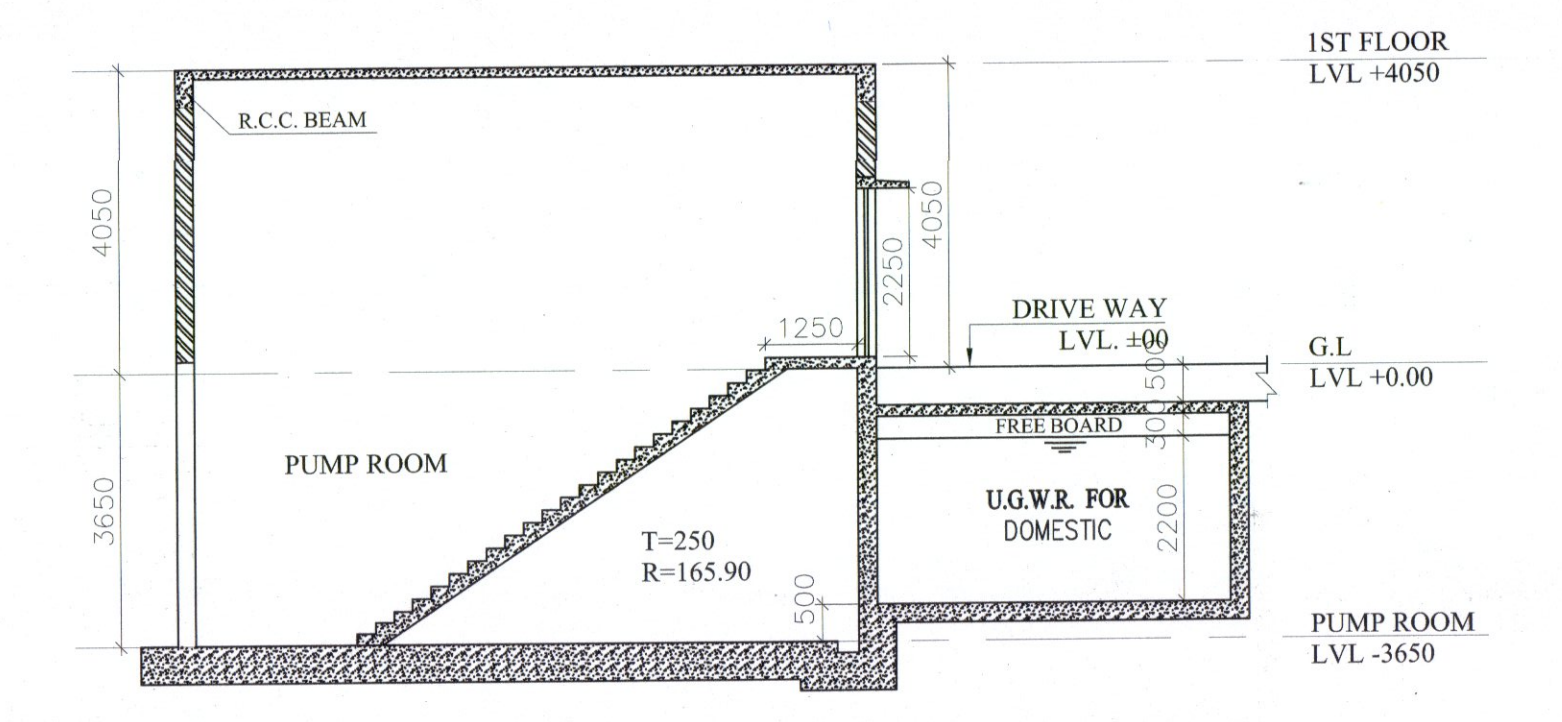 1ST FLOOR
LVL +4050
R.C.C. BEAM
4050
4050
2250
1250
DRIVE WAY
LVL. ±00
G.L
LVL +0.00
500
300
FREE BOARD
PUMP ROOM
3650
U.G.W.R. FOR
DOMESTIC
2200
T=250
R=165.90
500
PUMP ROOM
LVL -3650